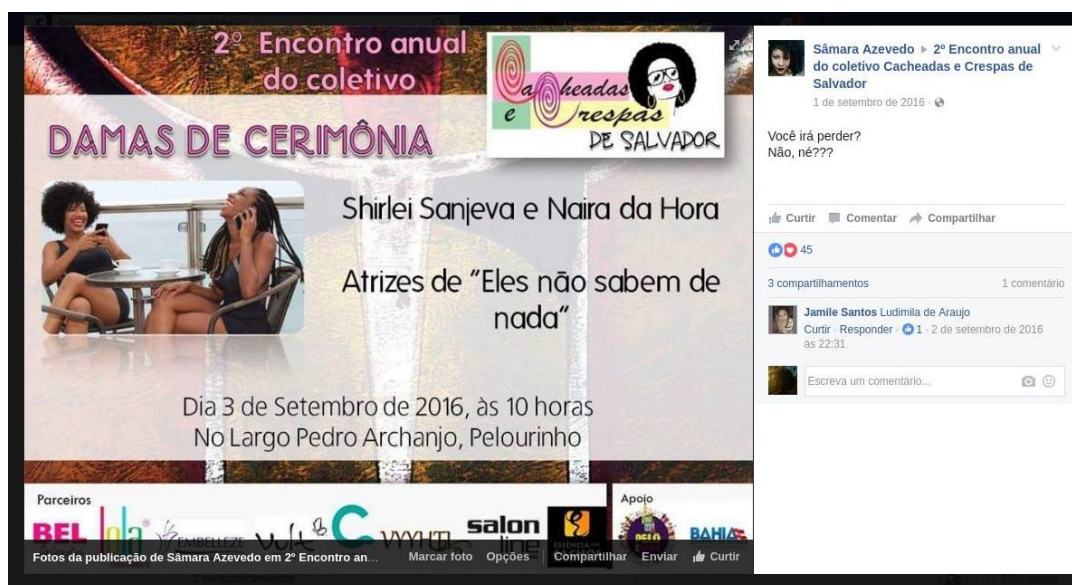 2º Encontro anual
do coletivo
Cacheadas
e Crespas
DE SALVADOR
DAMAS DE CERIMÔNIA
Shirlei Sanjeva e Naira da Hora
Atrizes de "Eles não sabem de
nada"
Dia 3 de Setembro de 2016, às 10 horas
No Largo Pedro Archanjo, Pelourinho
Parceiros
BEL
lola
EMBELLEZE
vult
salon
line
Apoio
PELO
BAHIA
Fotos da publicação de Sâmara Azevedo em 2º Encontro an...
Marcar foto Opções Compartilhar Enviar Curtir
Sâmara Azevedo 2º Encontro anual
do coletivo Cacheadas e Crespas de
Salvador
1 de setembro de 2016 ·
Você irá perder?
Não, né???
Curtir Comentar Compartilhar
45
3 compartilhamentos 1 comentário
Jamile Santos Ludimila de Araujo
Curtir · Responder · 1 · 2 de setembro de 2016
às 22:31
Escreva um comentário...